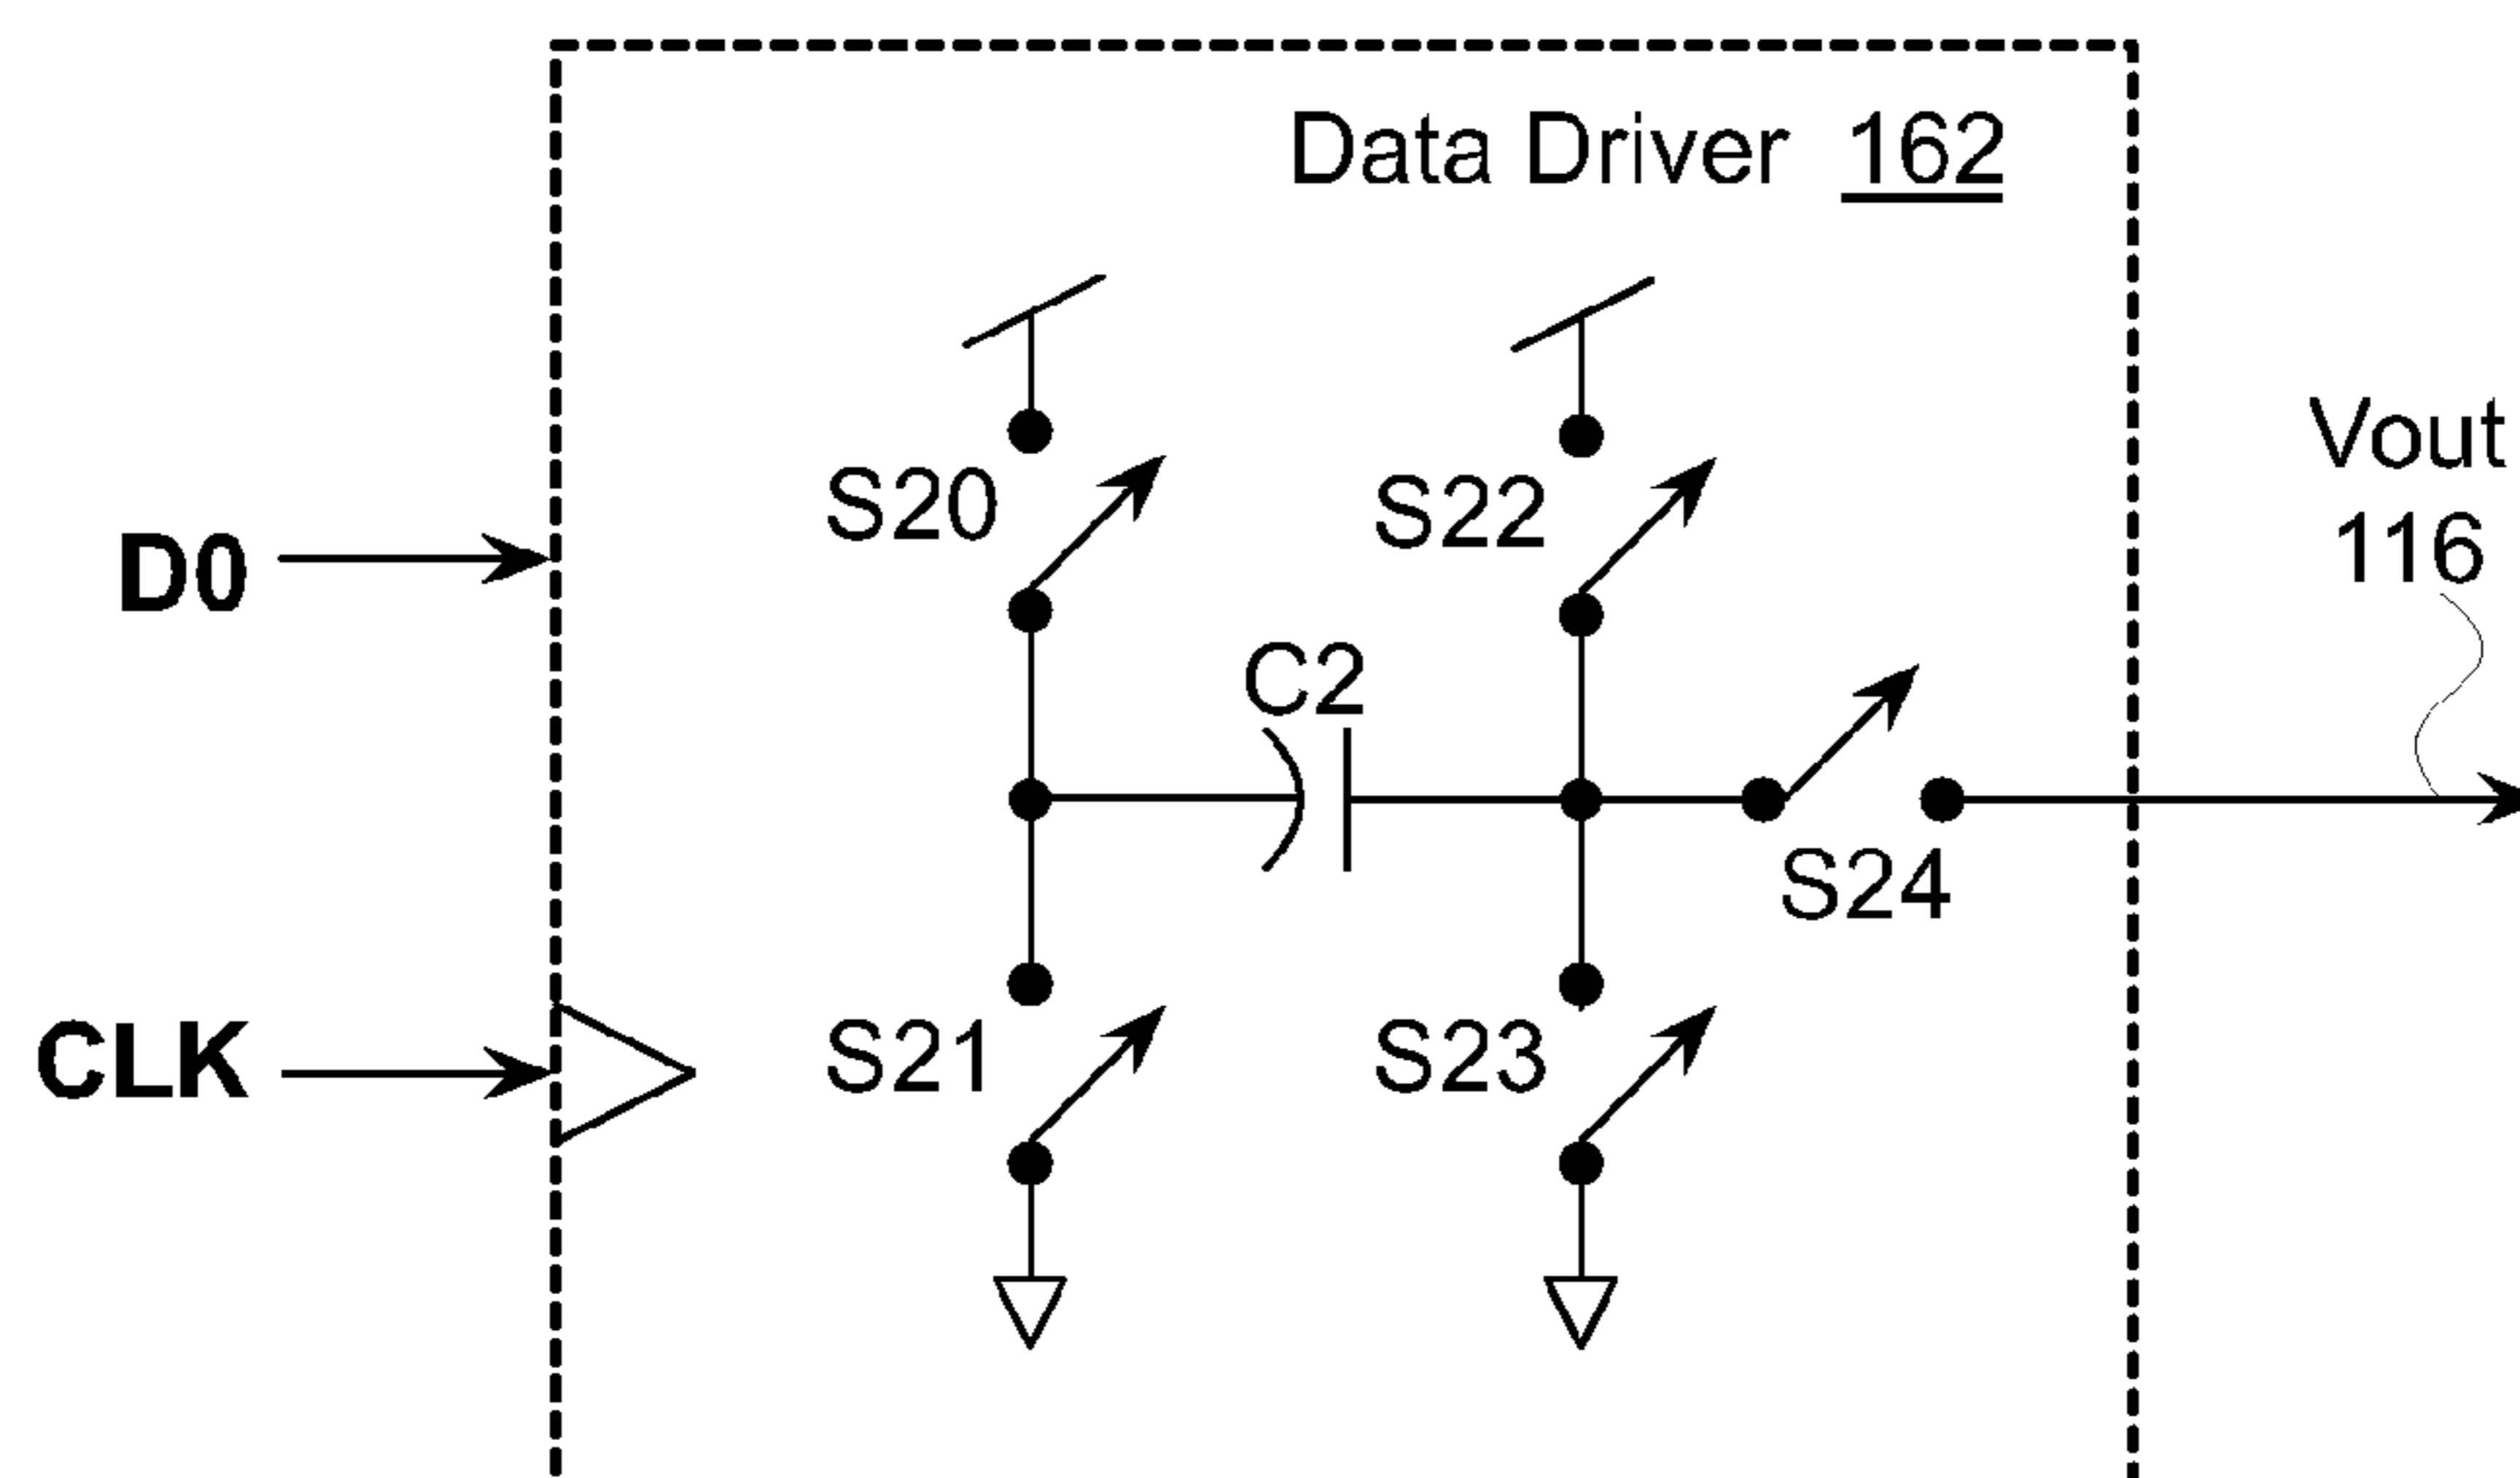 Data Driver 162
S20
S22
Vout
116
D0
C2
S24
CLK
S21
S23